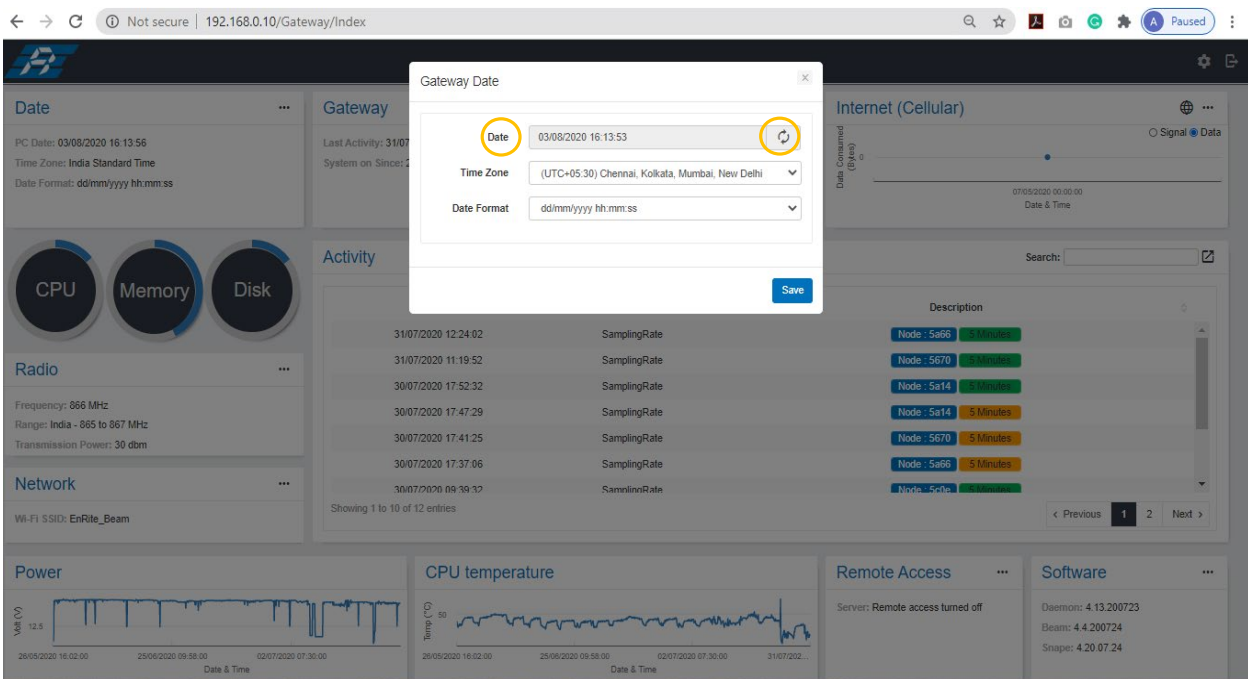 Not secure | 192.168.0.10/Gateway/Index
A Paused
Gateway Date
x
Date 03/08/2020 16:13:53
Time Zone (UTC+05:30) Chennai, Kolkata, Mumbai, New Delhi
Date Format dd/mm/yyyy hh:mm:ss
Save
Date ...
PC Date: 03/08/2020 16:13:56
Time Zone: India Standard Time
Date Format: dd/mm/yyyy hh:mm:ss
Gateway
Last Activity: 31/07
System on Since:
Internet (Cellular) ...
Signal Data
Data Consumed
(Bytes)
0
07/05/2020 00:00:00
Date & Time
CPU Memory Disk
Activity Search:
Description
31/07/2020 12:24:02 SamplingRate Node : 5a66 5 Minutes
31/07/2020 11:19:52 SamplingRate Node : 5670 5 Minutes
30/07/2020 17:52:32 SamplingRate Node : 5a14 5 Minutes
30/07/2020 17:47:29 SamplingRate Node : 5a14 5 Minutes
30/07/2020 17:41:25 SamplingRate Node : 5670 5 Minutes
30/07/2020 17:37:06 SamplingRate Node : 5a66 5 Minutes
30/07/2020 09:39:32 SamplingRate Node : 5c0e 5 Minutes
Showing 1 to 10 of 12 entries
< Previous 1 2 Next >
Radio ...
Frequency: 866 MHz
Range: India - 865 to 867 MHz
Transmission Power: 30 dbm
Network ...
Wi-Fi SSID: EnRite_Beam
Power
Volt (V)
12.5
26/05/2020 16:02:00 25/06/2020 09:58:00 02/07/2020 07:30:00
Date & Time
CPU temperature
Temp (°C)
50
26/05/2020 16:02:00 25/06/2020 09:58:00 02/07/2020 07:30:00 31/07/202...
Date & Time
Remote Access ...
Server: Remote access turned off
Software ...
Daemon: 4.13.200723
Beam: 4.4.200724
Snape: 4.20.07.24